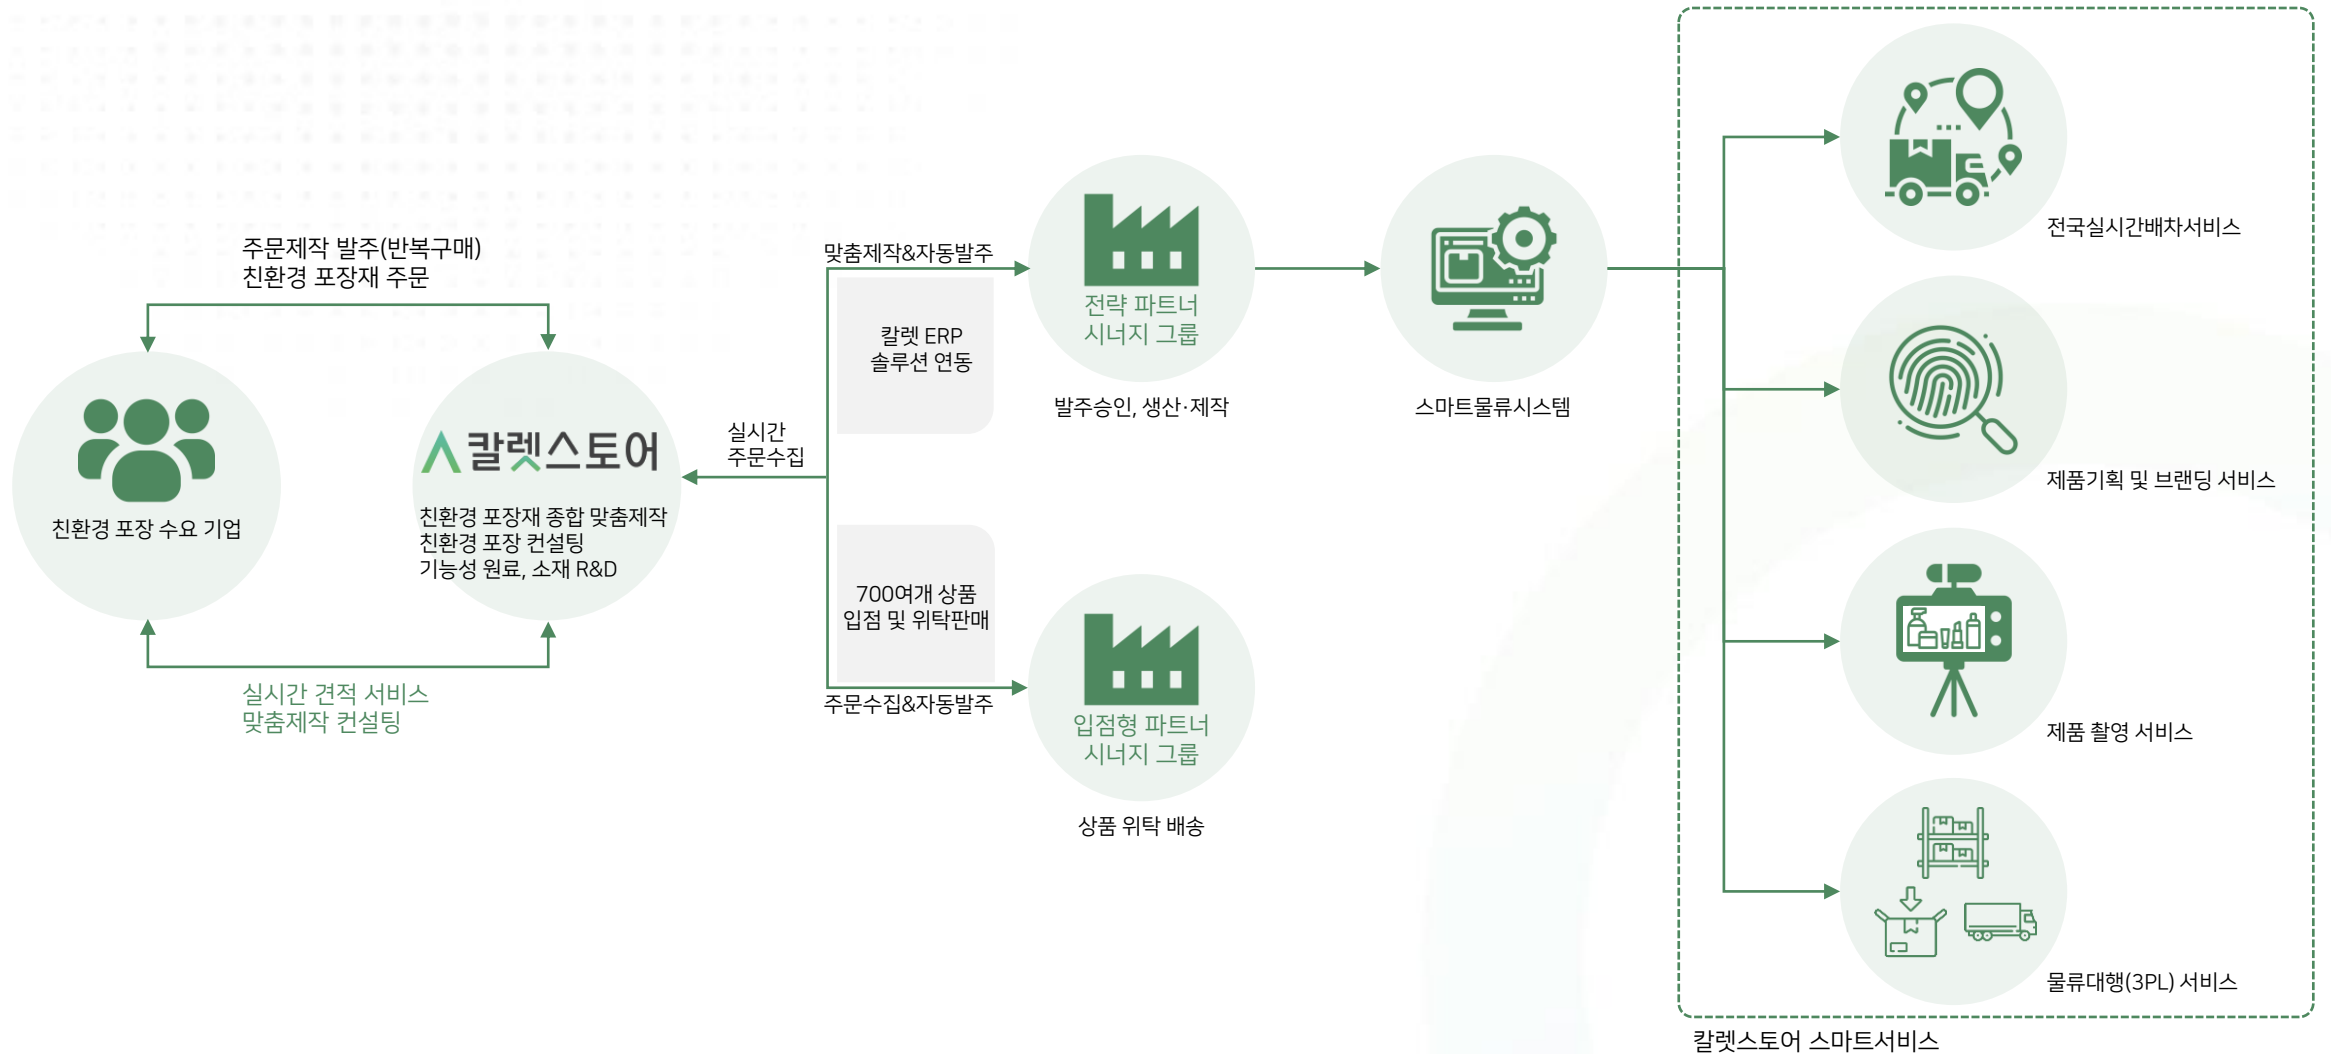 주문제작 발주(반복구매)
친환경 포장재 주문
친환경 포장 수요 기업
칼렛스토어
친환경 포장재 종합 맞춤제작
친환경 포장 컨설팅
기능성 원료, 소재 R&D
실시간 견적 서비스
맞춤제작 컨설팅
실시간
주문수집
맞춤제작&자동발주
칼렛 ERP
솔루션 연동
700여개 상품
입점 및 위탁판매
주문수집&자동발주
전략 파트너
시너지 그룹
발주승인, 생산·제작
입점형 파트너
시너지 그룹
상품 위탁 배송
스마트물류시스템
전국실시간배차서비스
제품기획 및 브랜딩 서비스
제품 촬영 서비스
물류대행(3PL) 서비스
칼렛스토어 스마트서비스